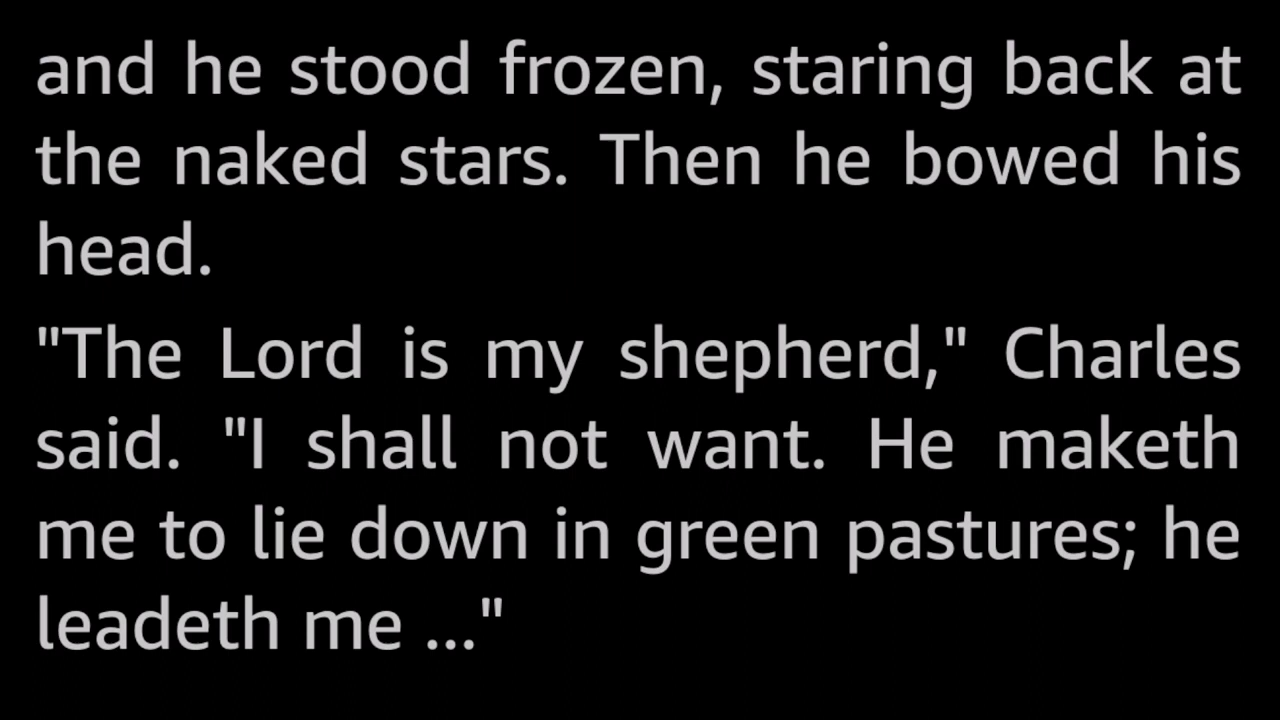 and he stood frozen, staring back at
the naked stars. Then he bowed his
head.
"The Lord is my shepherd," Charles
said. "I shall not want. He maketh
me to lie down in green pastures; he
leadeth me ..."